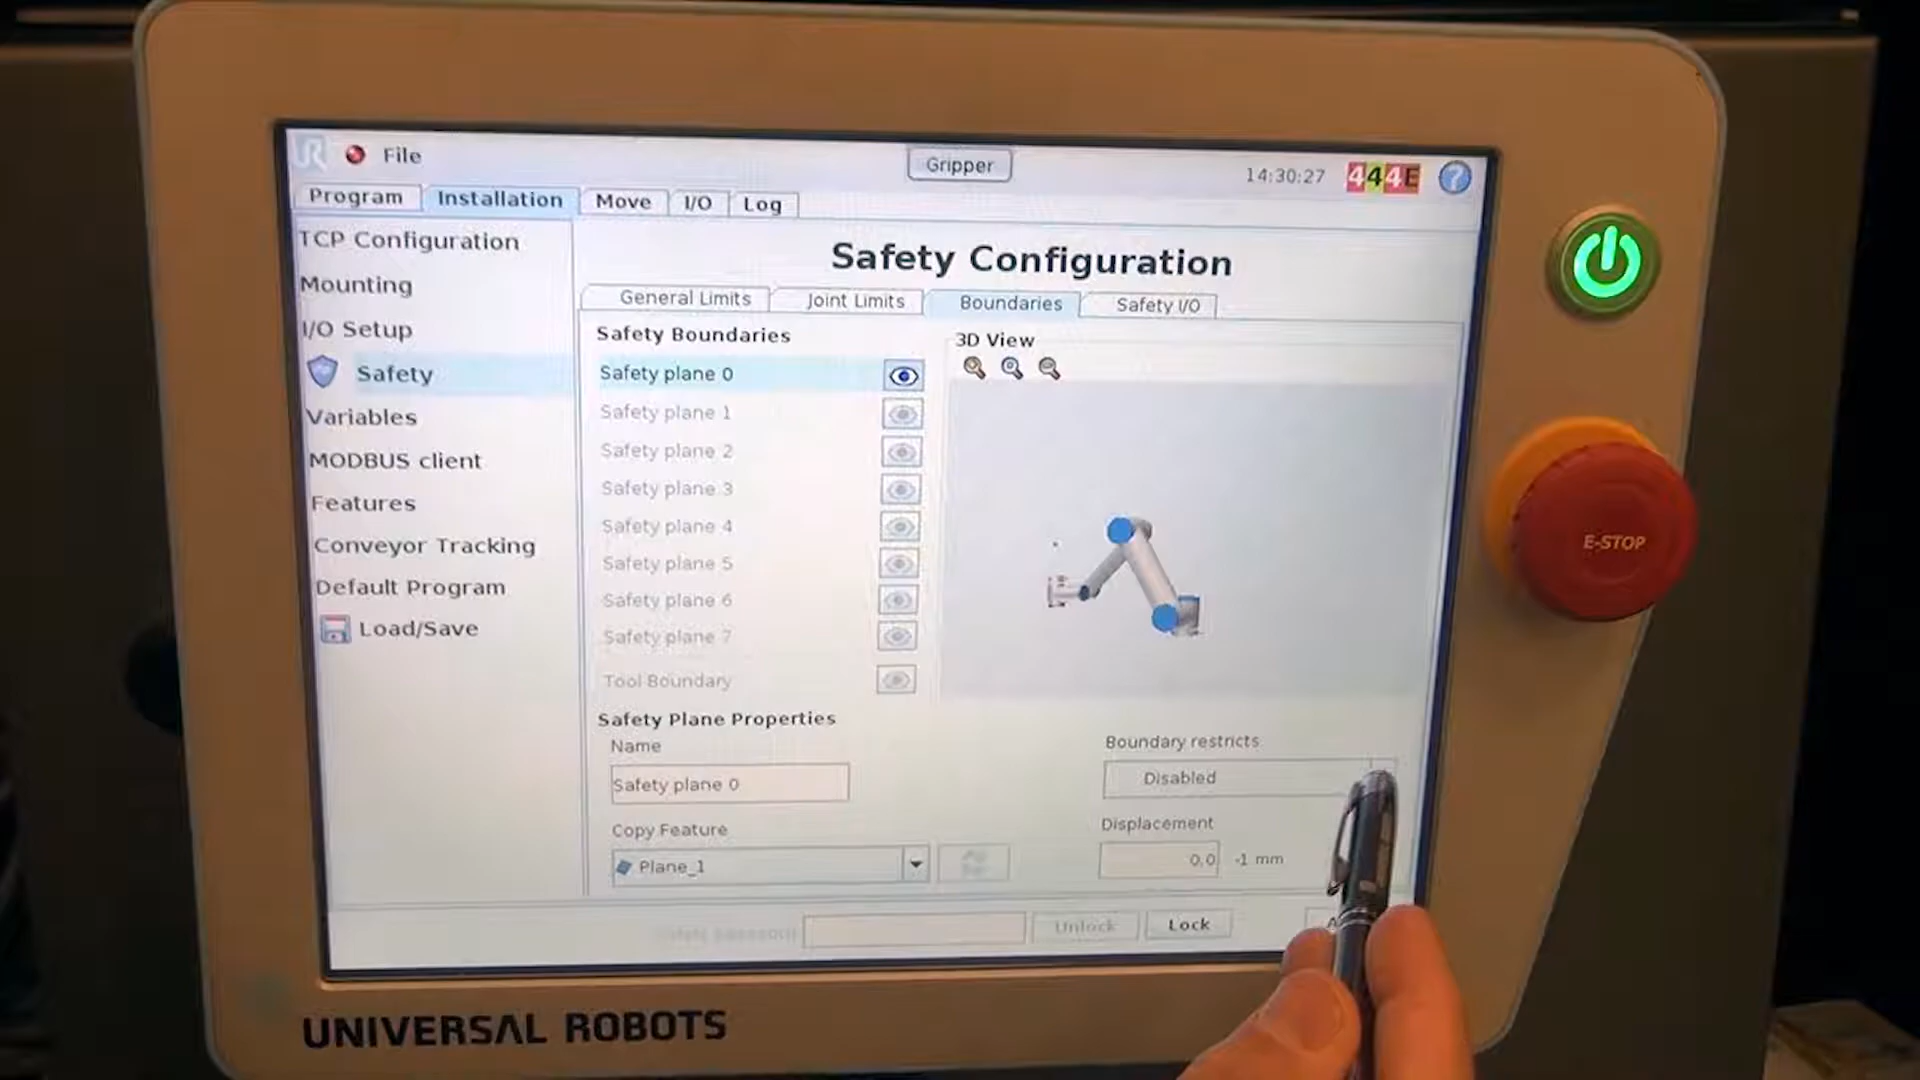 File
Gripper
14:30:27
444E
?
Program
Installation
Move
I/O
Log
TCP Configuration
Mounting
I/O Setup
Safety
Variables
MODBUS client
Features
Conveyor Tracking
Default Program
Load/Save
Safety Configuration
General Limits
Joint Limits
Boundaries
Safety I/O
Safety Boundaries
Safety plane 0
Safety plane 1
Safety plane 2
Safety plane 3
Safety plane 4
Safety plane 5
Safety plane 6
Safety plane 7
Tool Boundary
3D View
Safety Plane Properties
Name
Safety plane 0
Copy Feature
Plane_1
Boundary restricts
Disabled
Displacement
0.0 -1 mm
Unlock
Lock
E-STOP
UNIVERSAL ROBOTS